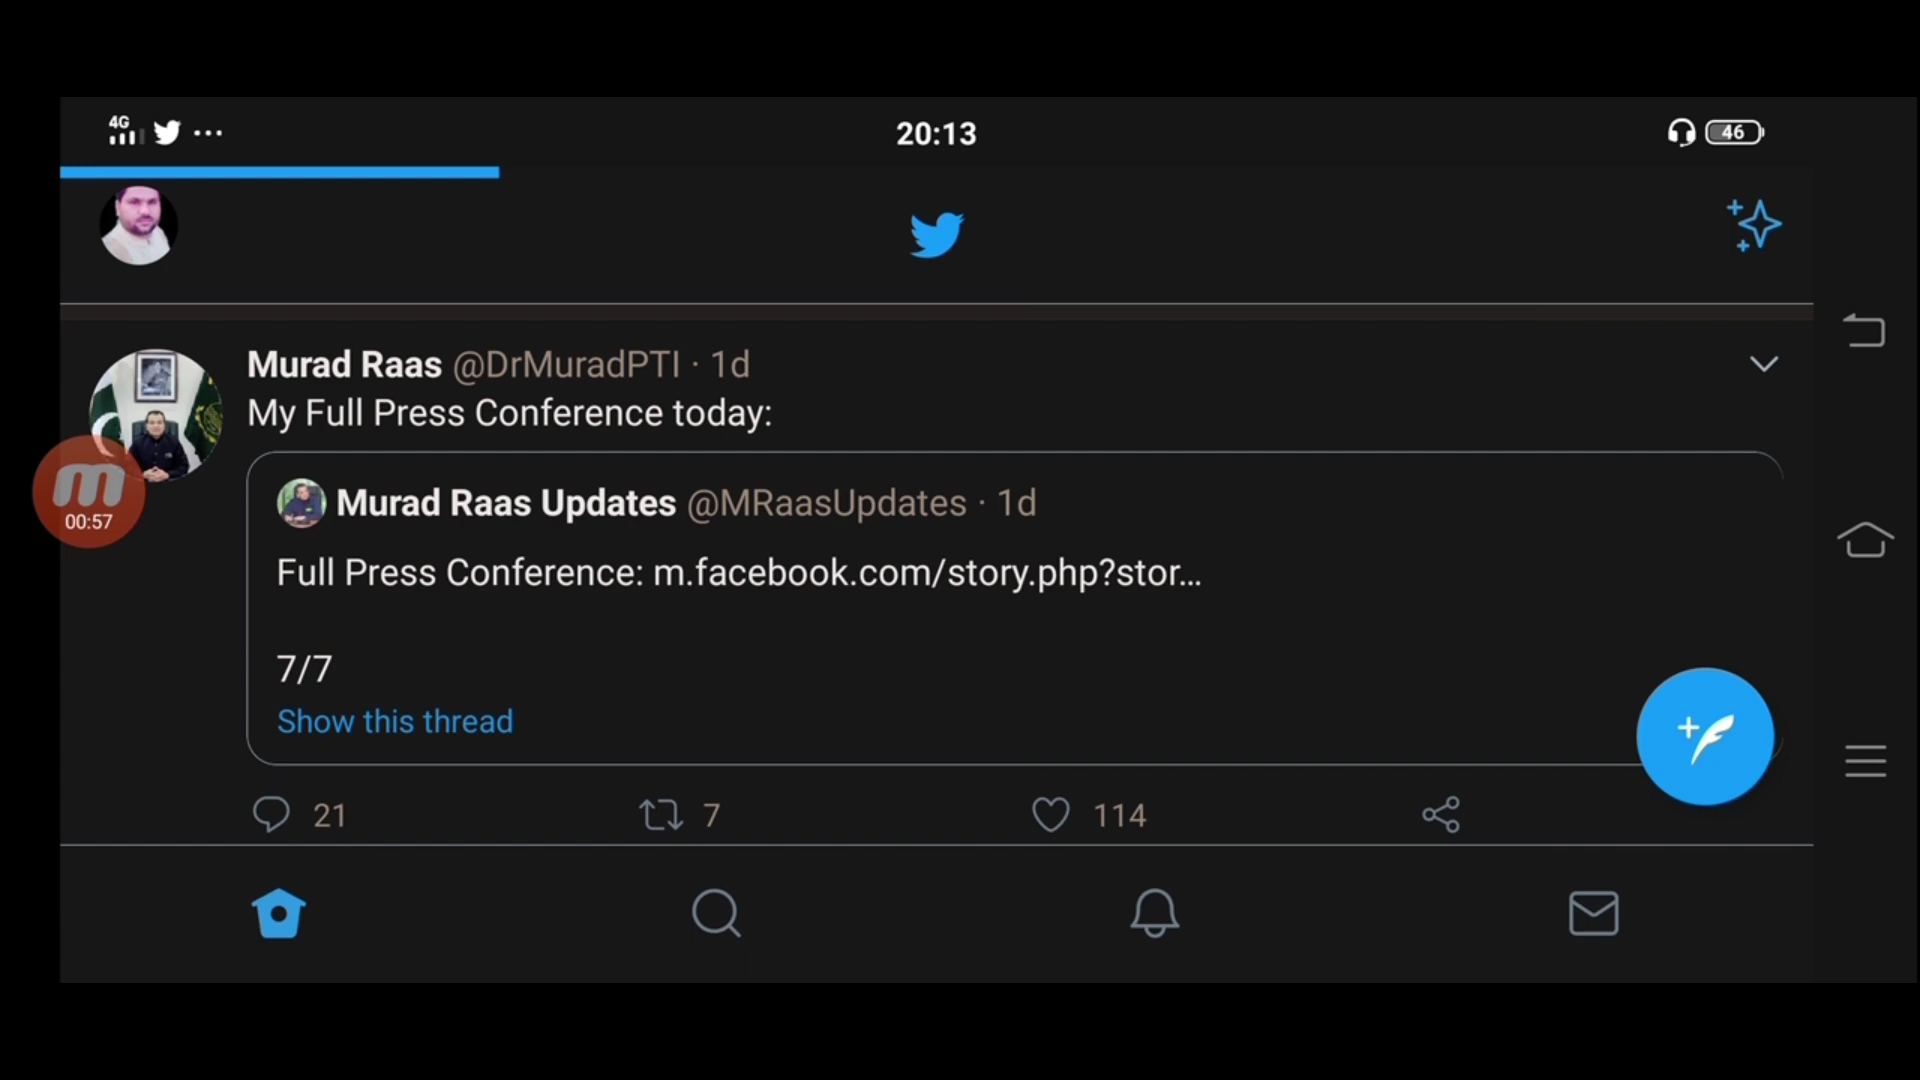 4G
20:13
46
Murad Raas @DrMuradPTI · 1d
My Full Press Conference today:
00:57
Murad Raas Updates @MRaasUpdates · 1d
Full Press Conference: m.facebook.com/story.php?stor...
7/7
Show this thread
21
7
114